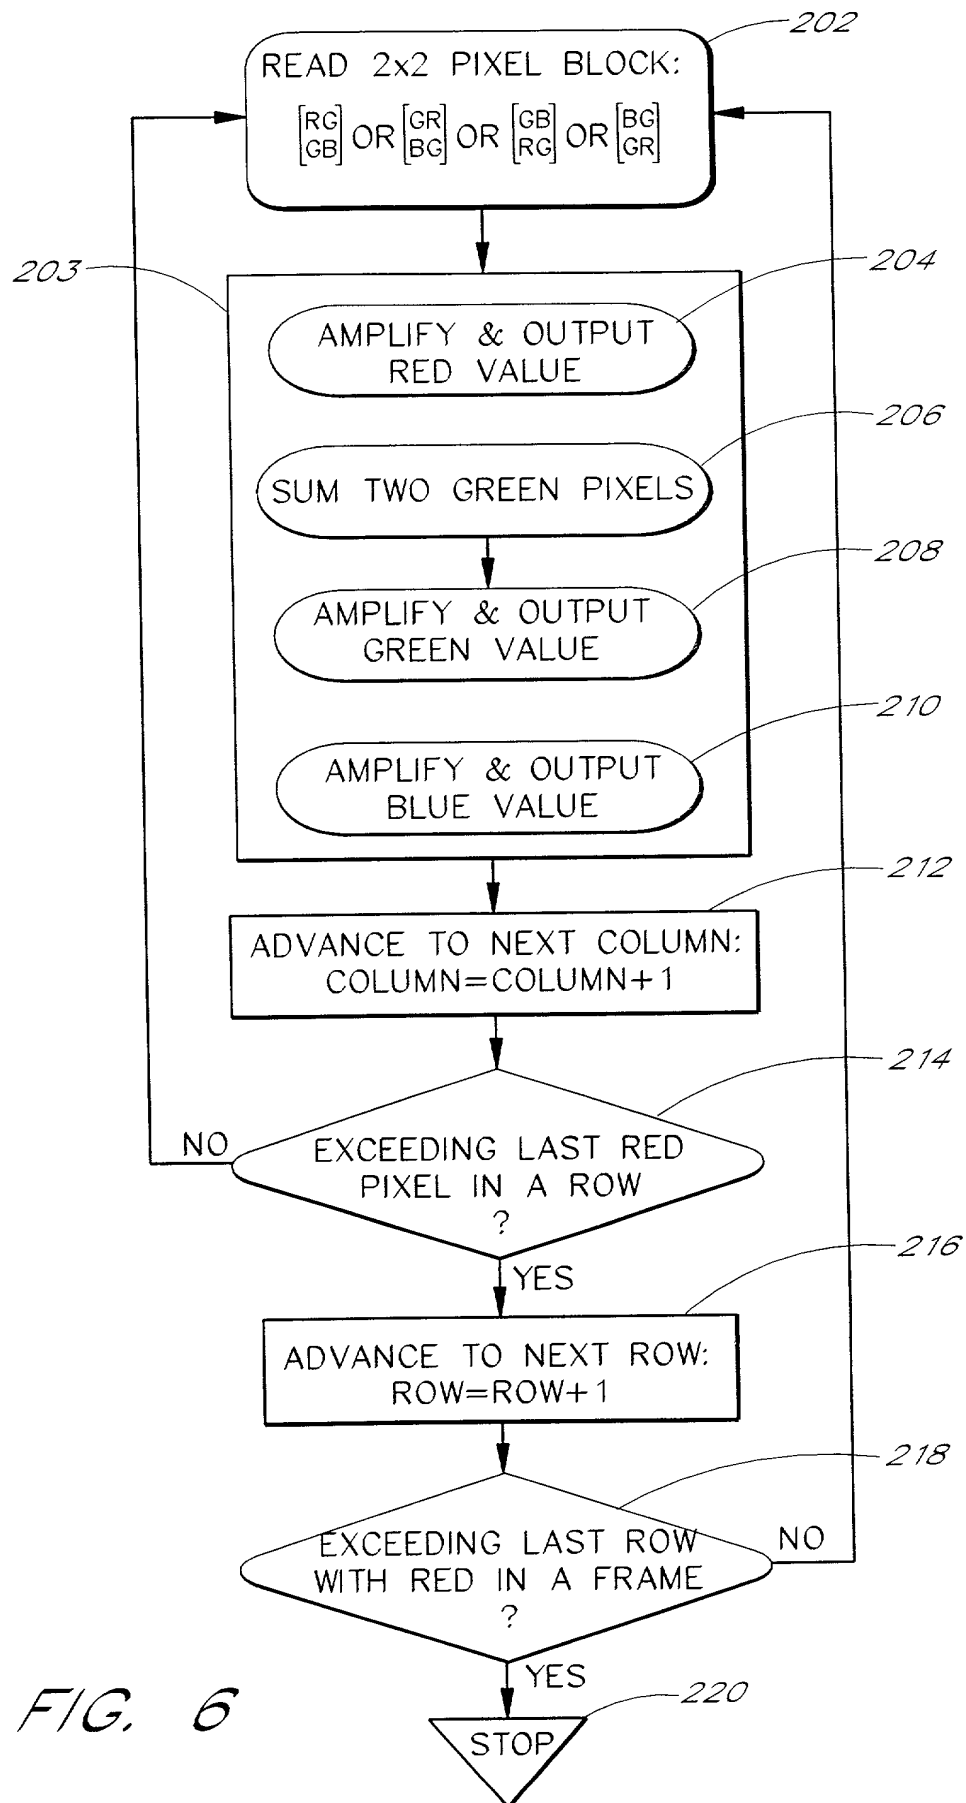 202
READ 2x2 PIXEL BLOCK:
[RG GB] OR [GR BG] OR [GB RG] OR [BG GR]
203
204
AMPLIFY & OUTPUT
RED VALUE
206
SUM TWO GREEN PIXELS
208
AMPLIFY & OUTPUT
GREEN VALUE
210
AMPLIFY & OUTPUT
BLUE VALUE
212
ADVANCE TO NEXT COLUMN:
COLUMN=COLUMN+1
214
NO
EXCEEDING LAST RED
PIXEL IN A ROW
?
YES
216
ADVANCE TO NEXT ROW:
ROW=ROW+1
218
EXCEEDING LAST ROW
WITH RED IN A FRAME
?
NO
YES
220
STOP
FIG. 6